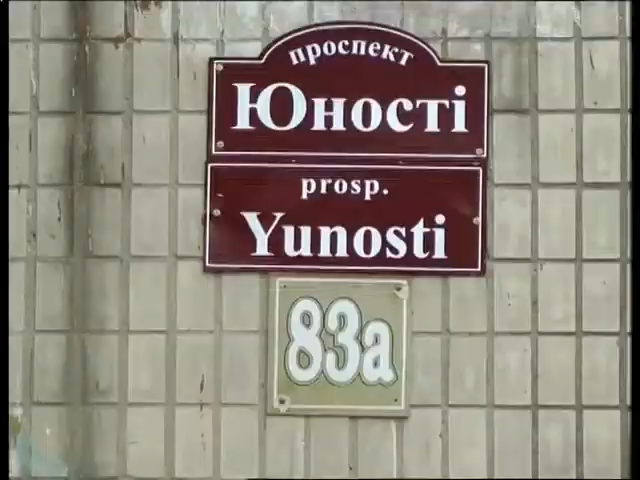 проспект
Юності
prosp.
Yunosti
83а